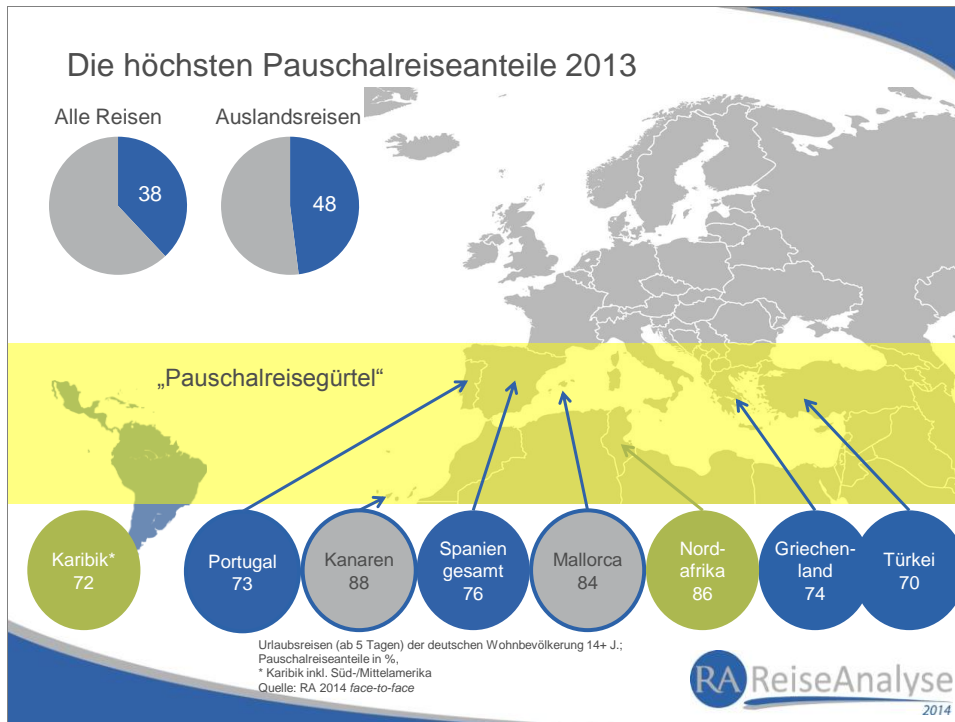 Die höchsten Pauschalreiseanteile 2013
Alle Reisen
Auslandsreisen
38
48
„Pauschalreisegürtel“
Karibik*
72
Portugal
73
Kanaren
88
Spanien
gesamt
76
Mallorca
84
Nord-
afrika
86
Griechen-
land
74
Türkei
70
Urlaubsreisen (ab 5 Tagen) der deutschen Wohnbevölkerung 14+ J.;
Pauschalreiseanteile in %,
* Karibik inkl. Süd-/Mittelamerika
Quelle: RA 2014 face-to-face
RA ReiseAnalyse
2014